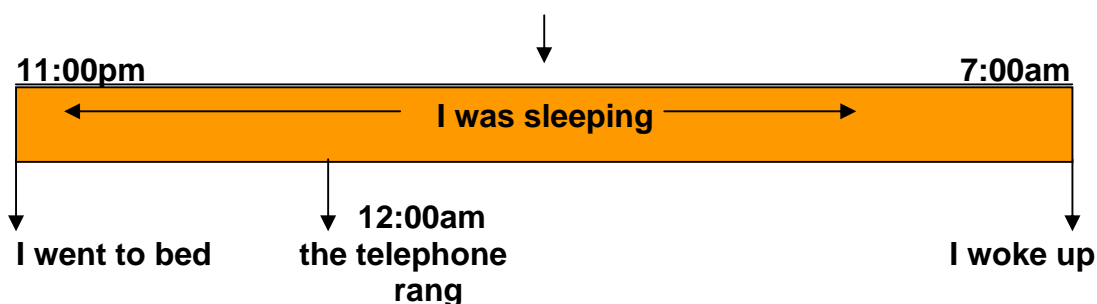 11:00pm 7:00am
I was sleeping
12:00am
I went to bed the telephone I woke up
rang